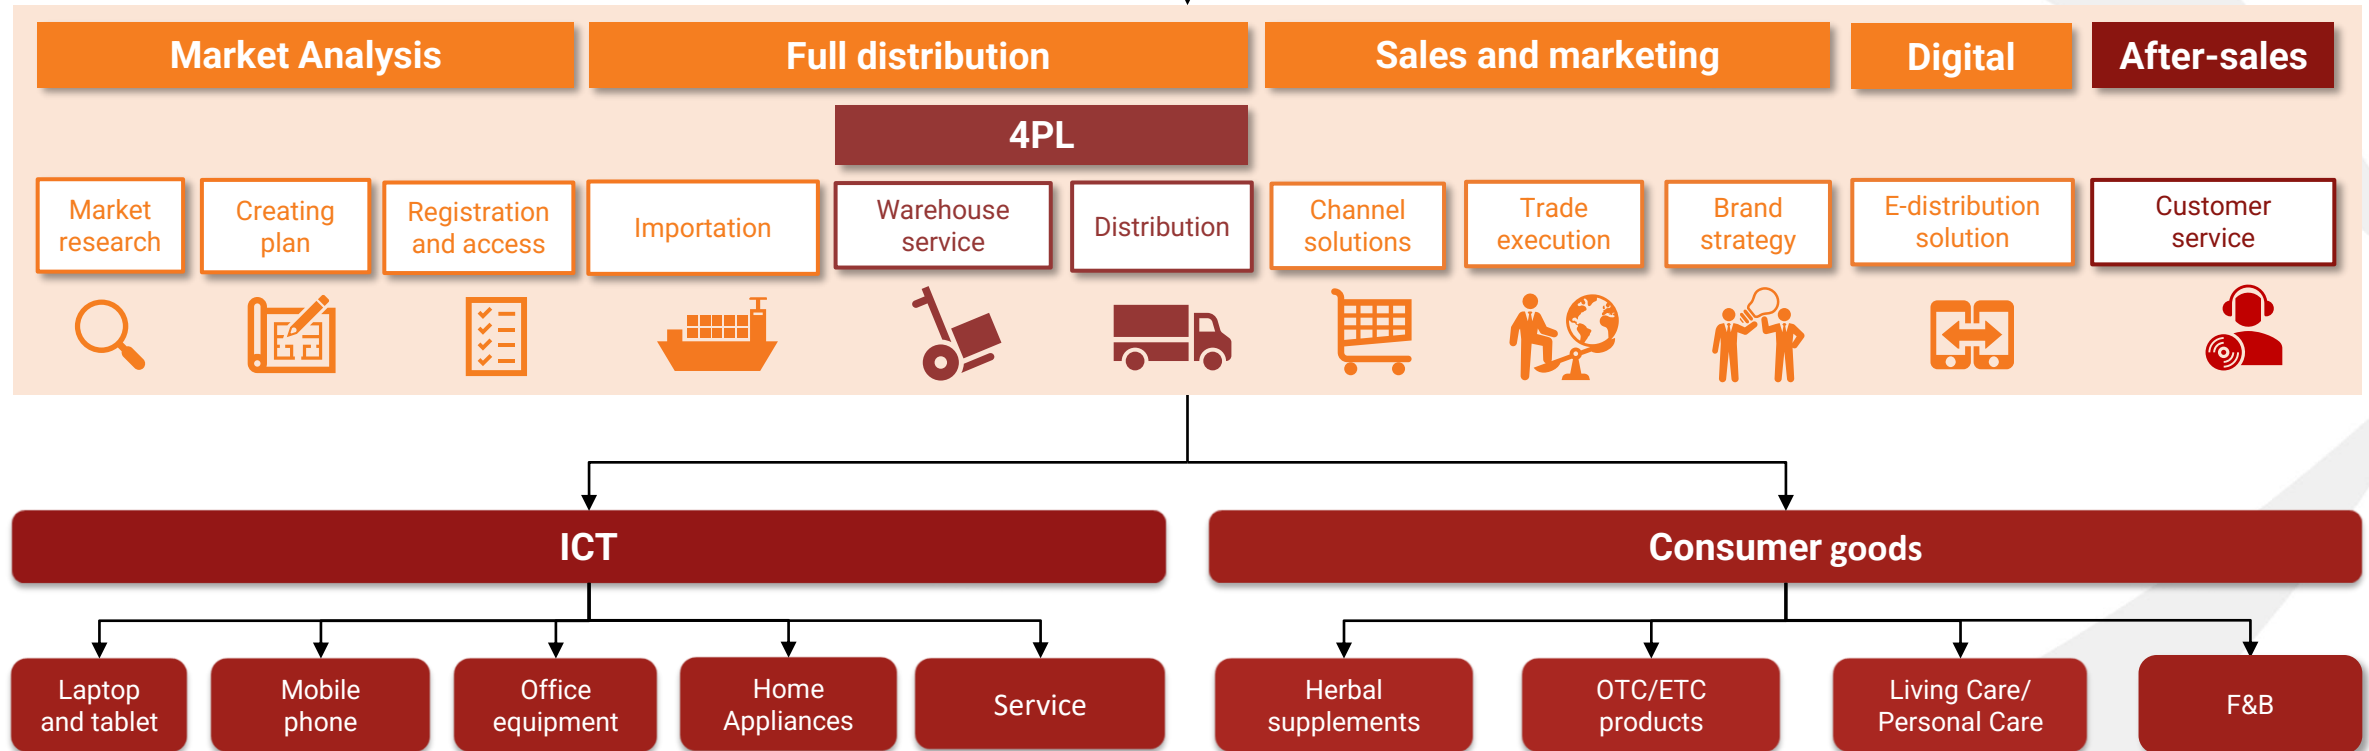 Market Analysis
Full distribution
Sales and marketing
Digital
After-sales
4PL
Market
research
Creating
plan
Registration
and access
Importation
Warehouse
service
Distribution
Channel
solutions
Trade
execution
Brand
strategy
E-distribution
solution
Customer
service
ICT
Consumer goods
Laptop
and tablet
Mobile
phone
Office
equipment
Home
Appliances
Service
Herbal
supplements
OTC/ETC
products
Living Care/
Personal Care
F&B